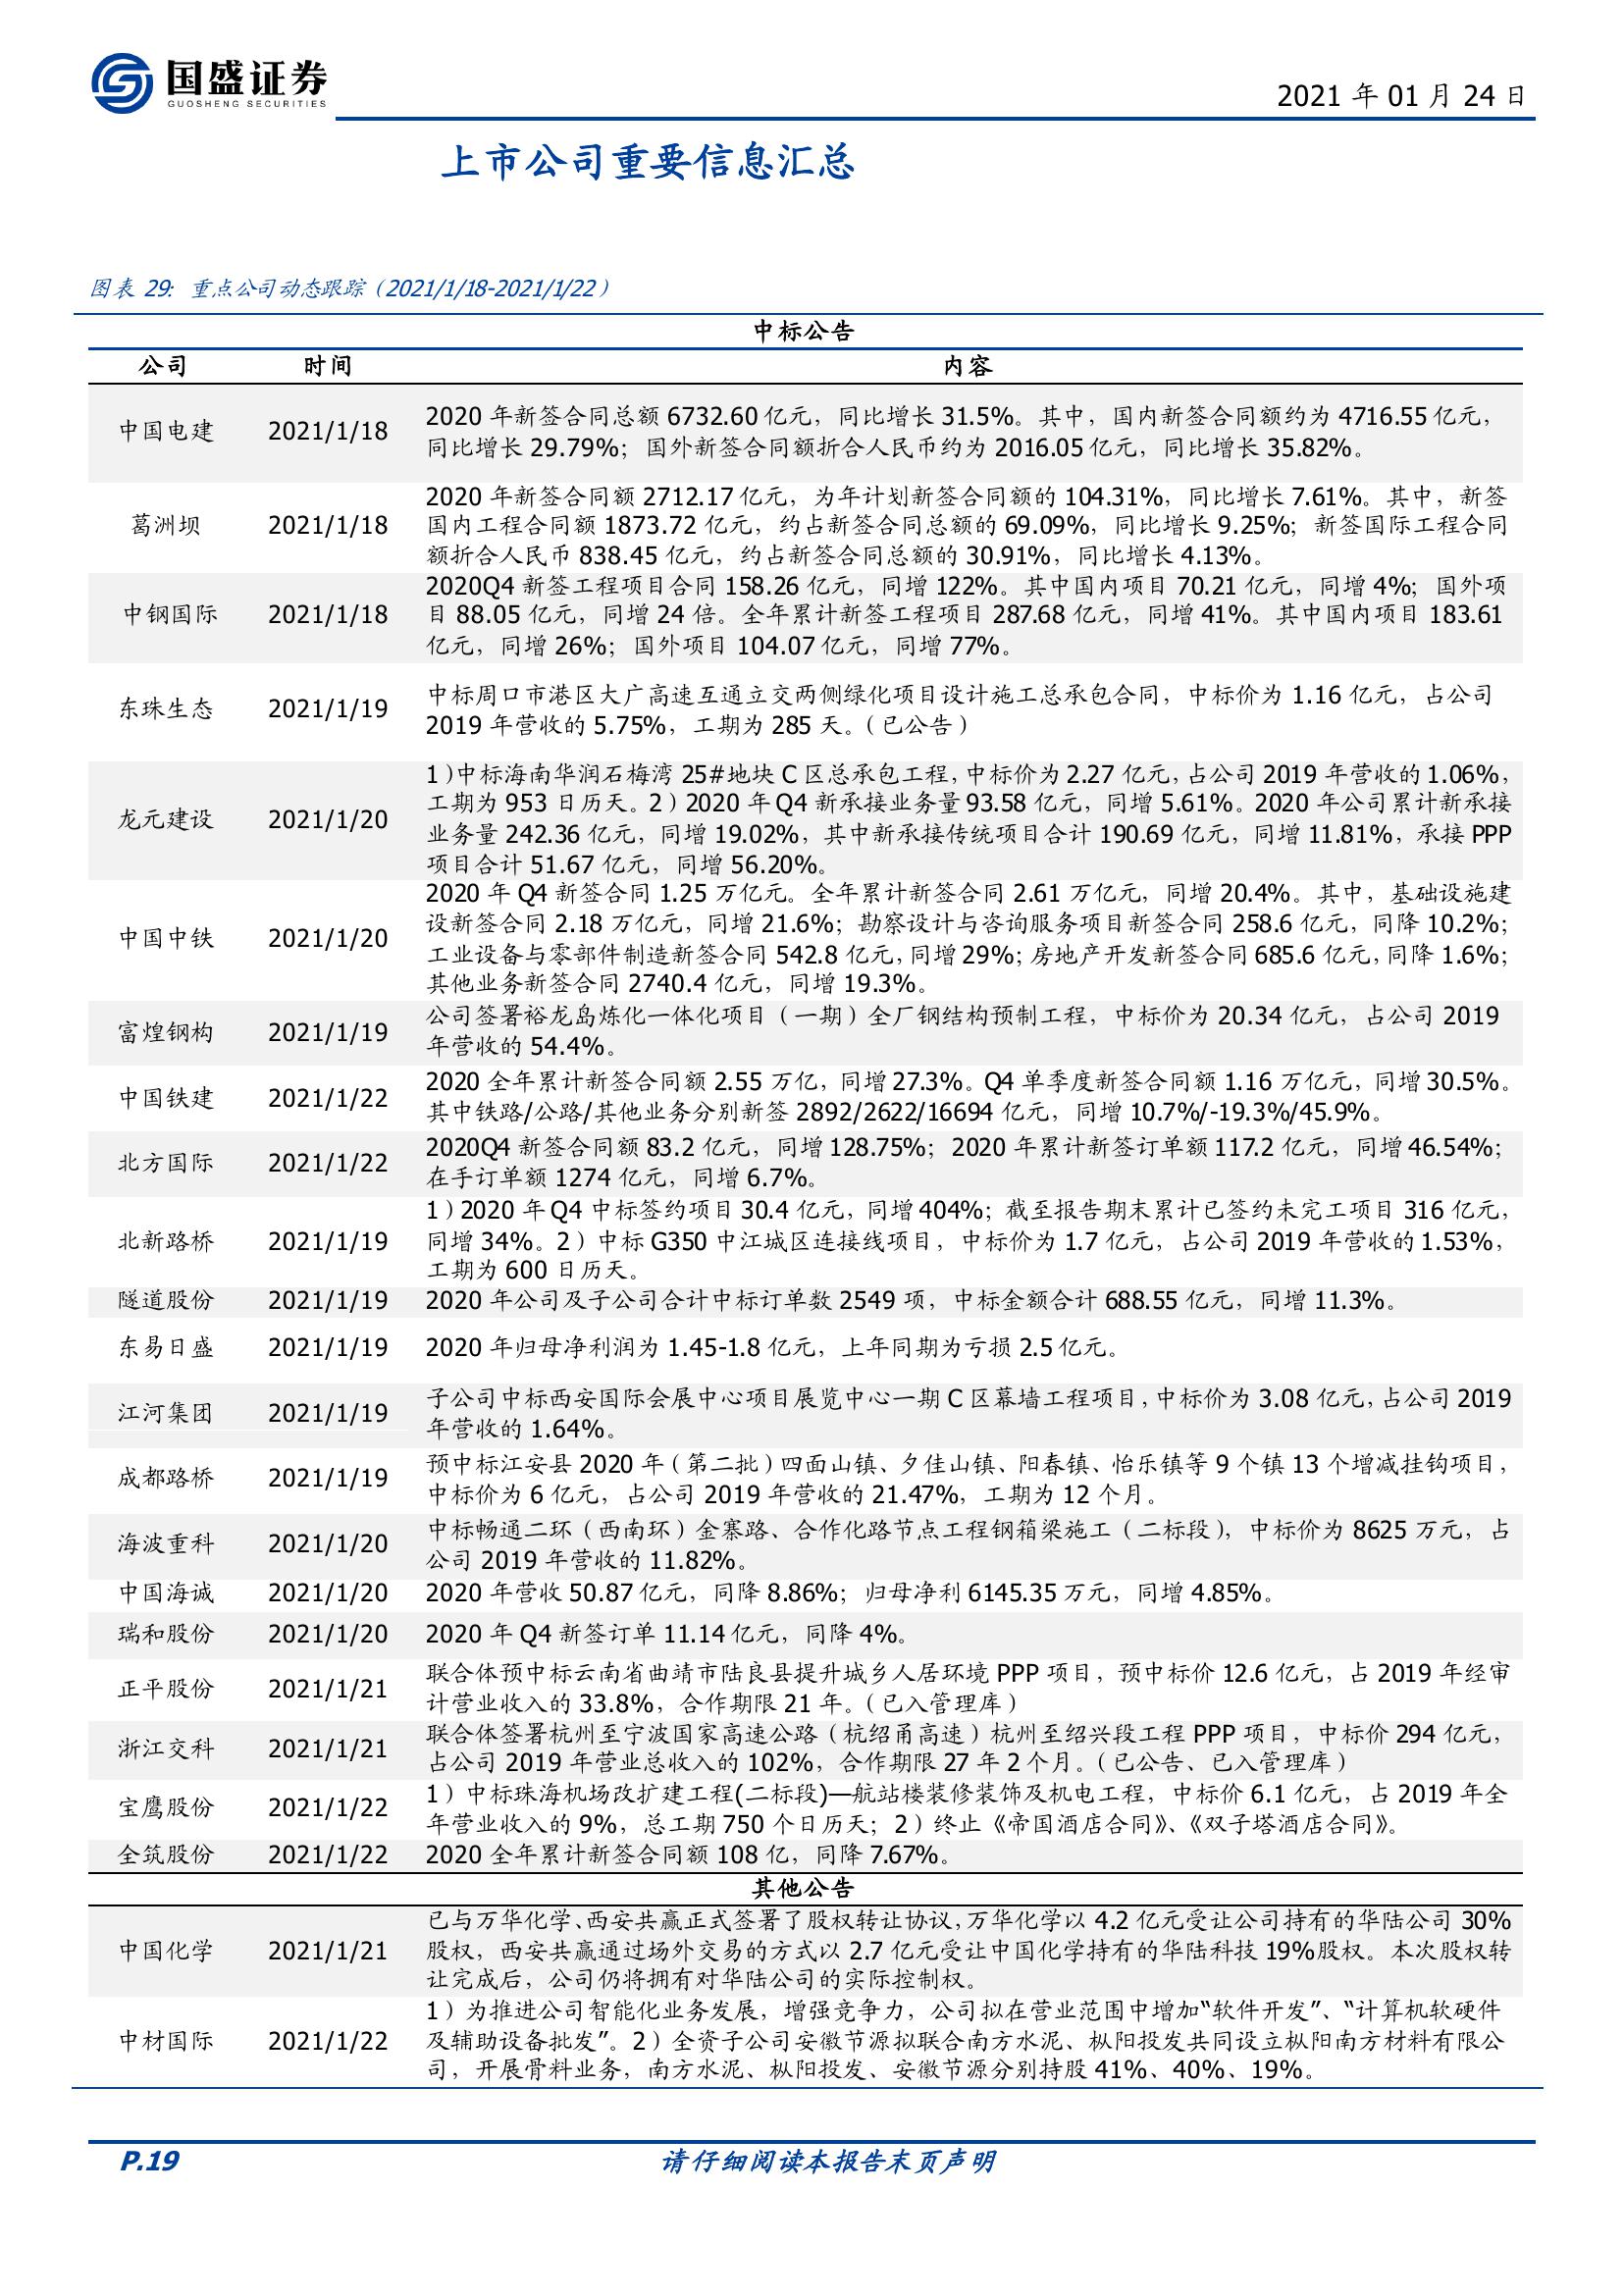 国盛证券
GUOSHENG SECURITIES
2021 年 01 月 24 日
上市公司重要信息汇总
图表 29: 重点公司动态跟踪（2021/1/18-2021/1/22）
中标公告
公司 时间 内容
中国电建 2021/1/18 2020 年新签合同总额 6732.60 亿元，同比增长 31.5%。其中，国内新签合同额约为 4716.55 亿元，
同比增长 29.79%；国外新签合同额折合人民币约为 2016.05 亿元，同比增长 35.82%。
葛洲坝 2021/1/18 2020 年新签合同额 2712.17 亿元，为年计划新签合同额的 104.31%，同比增长 7.61%。其中，新签
国内工程合同额 1873.72 亿元，约占新签合同总额的 69.09%，同比增长 9.25%；新签国际工程合同
额折合人民币 838.45 亿元，约占新签合同总额的 30.91%，同比增长 4.13%。
中钢国际 2021/1/18 2020Q4 新签工程项目合同 158.26 亿元，同增 122%。其中国内项目 70.21 亿元，同增 4%；国外项
目 88.05 亿元，同增 24 倍。全年累计新签工程项目 287.68 亿元，同增 41%。其中国内项目 183.61
亿元，同增 26%；国外项目 104.07 亿元，同增 77%。
东珠生态 2021/1/19 中标周口市港区大广高速互通立交两侧绿化项目设计施工总承包合同，中标价为 1.16 亿元，占公司
2019 年营收的 5.75%，工期为 285 天。（已公告）
龙元建设 2021/1/20 1）中标海南华润石梅湾 25#地块 C 区总承包工程，中标价为 2.27 亿元，占公司 2019 年营收的 1.06%，
工期为 953 日历天。2）2020 年 Q4 新承接业务量 93.58 亿元，同增 5.61%。2020 年公司累计新承接
业务量 242.36 亿元，同增 19.02%，其中新承接传统项目合计 190.69 亿元，同增 11.81%，承接 PPP
项目合计 51.67 亿元，同增 56.20%。
中国中铁 2021/1/20 2020 年 Q4 新签合同 1.25 万亿元。全年累计新签合同 2.61 万亿元，同增 20.4%。其中，基础设施建
设新签合同 2.18 万亿元，同增 21.6%；勘察设计与咨询服务项目新签合同 258.6 亿元，同降 10.2%；
工业设备与零部件制造新签合同 542.8 亿元，同增 29%；房地产开发新签合同 685.6 亿元，同降 1.6%；
其他业务新签合同 2740.4 亿元，同增 19.3%。
富煌钢构 2021/1/19 公司签署裕龙岛炼化一体化项目（一期）全厂钢结构预制工程，中标价为 20.34 亿元，占公司 2019
年营收的 54.4%。
中国铁建 2021/1/22 2020 全年累计新签合同额 2.55 万亿，同增 27.3%。Q4 单季度新签合同额 1.16 万亿元，同增 30.5%。
其中铁路/公路/其他业务分别新签 2892/2622/16694 亿元，同增 10.7%/-19.3%/45.9%。
北方国际 2021/1/22 2020Q4 新签合同额 83.2 亿元，同增 128.75%；2020 年累计新签订单额 117.2 亿元，同增 46.54%；
在手订单额 1274 亿元，同增 6.7%。
北新路桥 2021/1/19 1）2020 年 Q4 中标签约项目 30.4 亿元，同增 404%；截至报告期末累计已签约未完工项目 316 亿元，
同增 34%。2）中标 G350 中江城区连接线项目，中标价为 1.7 亿元，占公司 2019 年营收的 1.53%，
工期为 600 日历天。
隧道股份 2021/1/19 2020 年公司及子公司合计中标订单数 2549 项，中标金额合计 688.55 亿元，同增 11.3%。
东易日盛 2021/1/19 2020 年归母净利润为 1.45-1.8 亿元，上年同期为亏损 2.5 亿元。
江河集团 2021/1/19 子公司中标西安国际会展中心项目展览中心一期 C 区幕墙工程项目，中标价为 3.08 亿元，占公司 2019
年营收的 1.64%。
成都路桥 2021/1/19 预中标江安县 2020 年（第二批）四面山镇、夕佳山镇、阳春镇、怡乐镇等 9 个镇 13 个增减挂钩项目，
中标价为 6 亿元，占公司 2019 年营收的 21.47%，工期为 12 个月。
海波重科 2021/1/20 中标畅通二环（西南环）金寨路、合作化路节点工程钢箱梁施工（二标段），中标价为 8625 万元，占
公司 2019 年营收的 11.82%。
中国海诚 2021/1/20 2020 年营收 50.87 亿元，同降 8.86%；归母净利 6145.35 万元，同增 4.85%。
瑞和股份 2021/1/20 2020 年 Q4 新签订单 11.14 亿元，同降 4%。
正平股份 2021/1/21 联合体预中标云南省曲靖市陆良县提升城乡人居环境 PPP 项目，预中标价 12.6 亿元，占 2019 年经审
计营业收入的 33.8%，合作期限 21 年。（已入管理库）
浙江交科 2021/1/21 联合体签署杭州至宁波国家高速公路（杭绍甬高速）杭州至绍兴段工程 PPP 项目，中标价 294 亿元，
占公司 2019 年营业总收入的 102%，合作期限 27 年 2 个月。（已公告、已入管理库）
宝鹰股份 2021/1/22 1）中标珠海机场改扩建工程(二标段)—航站楼装修装饰及机电工程，中标价 6.1 亿元，占 2019 年全
年营业收入的 9%，总工期 750 个日历天；2）终止《帝国酒店合同》、《双子塔酒店合同》。
全筑股份 2021/1/22 2020 全年累计新签合同额 108 亿，同降 7.67%。
其他公告
中国化学 2021/1/21 已与万华化学、西安共赢正式签署了股权转让协议，万华化学以 4.2 亿元受让公司持有的华陆公司 30%
股权，西安共赢通过场外交易的方式以 2.7 亿元受让中国化学持有的华陆科技 19%股权。本次股权转
让完成后，公司仍将拥有对华陆公司的实际控制权。
中材国际 2021/1/22 1）为推进公司智能化业务发展，增强竞争力，公司拟在营业范围中增加“软件开发”、“计算机软硬件
及辅助设备批发”。2）全资子公司安徽节源拟联合南方水泥、枞阳投发共同设立枞阳南方材料有限公
司，开展骨料业务，南方水泥、枞阳投发、安徽节源分别持股 41%、40%、19%。
P.19 请仔细阅读本报告末页声明